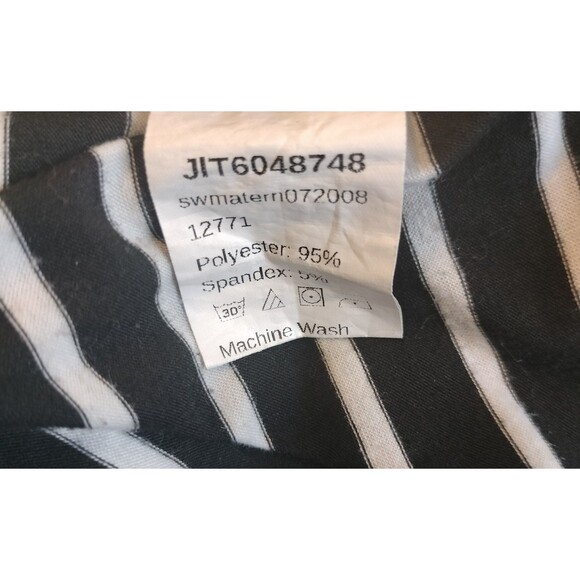 JIT6048748
swmatern072008
12771
Polyester: 95%
Spandex: 5%
30°
Machine Wash